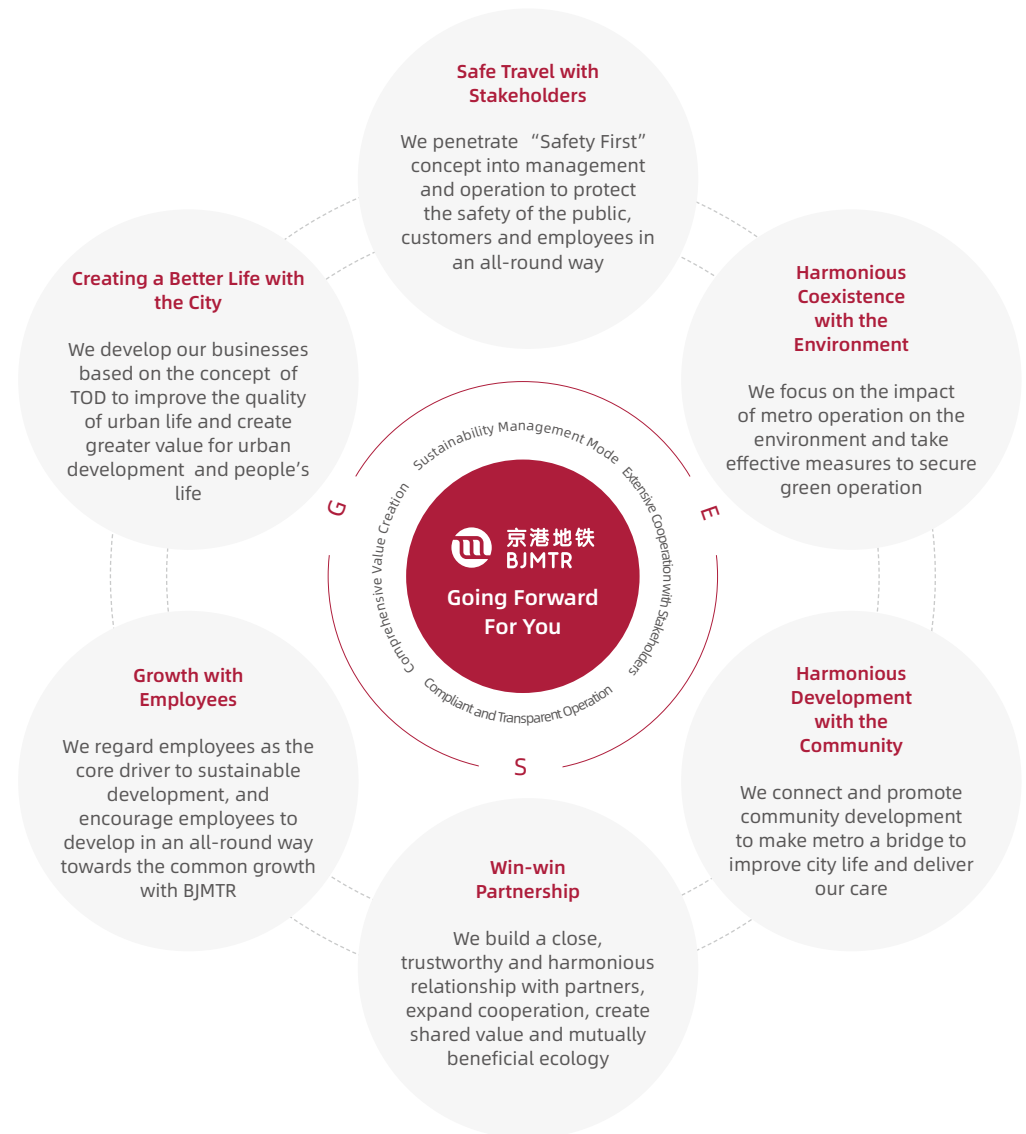 Safe Travel with
Stakeholders
We penetrate “Safety First”
concept into management
and operation to protect
the safety of the public,
customers and employees in
an all-round way
Creating a Better Life with
the City
We develop our businesses
based on the concept of
TOD to improve the quality
of urban life and create
greater value for urban
development and people’s
life
Harmonious
Coexistence
with the
Environment
We focus on the impact
of metro operation on the
environment and take
effective measures to secure
green operation
Sustainability Management Mode
Extensive Cooperation with Stakeholders
Compliant and Transparent Operation
Comprehensive Value Creation
G
E
S
京港地铁
BJMTR
Going Forward
For You
Growth with
Employees
We regard employees as the
core driver to sustainable
development, and
encourage employees to
develop in an all-round way
towards the common growth
with BJMTR
Harmonious
Development
with the
Community
We connect and promote
community development
to make metro a bridge to
improve city life and deliver
our care
Win-win
Partnership
We build a close,
trustworthy and harmonious
relationship with partners,
expand cooperation, create
shared value and mutually
beneficial ecology